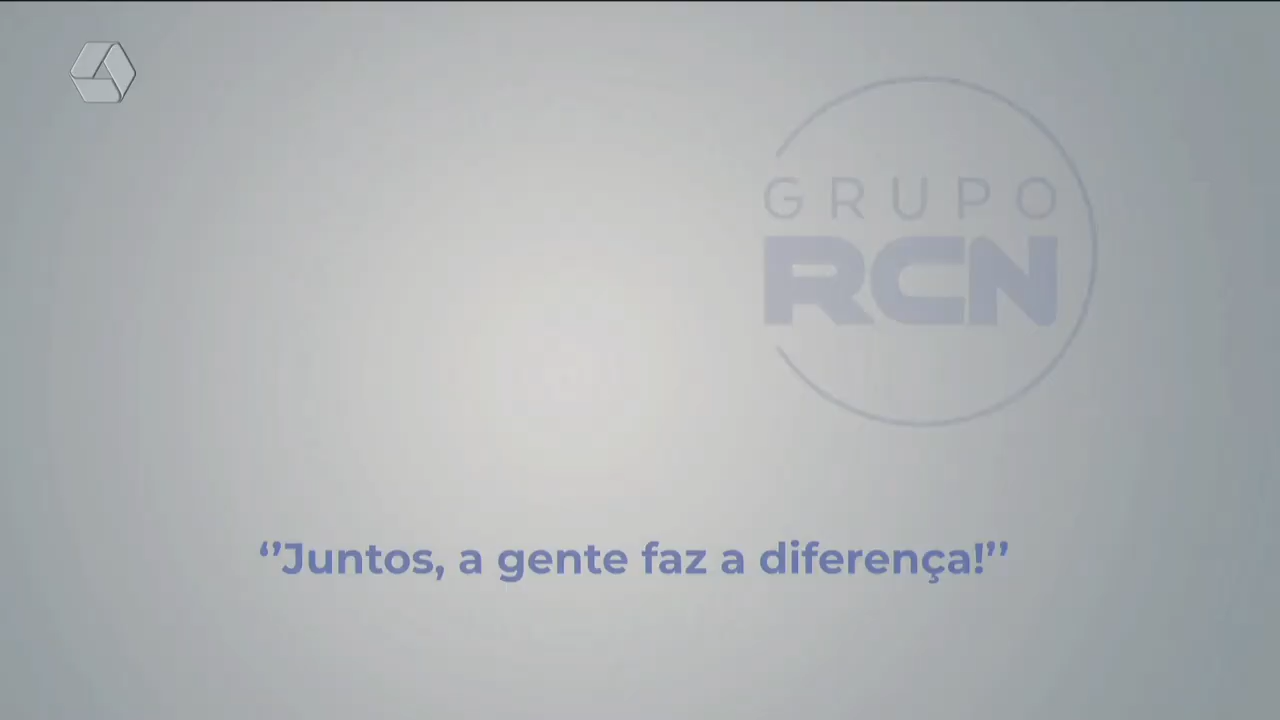 GRUPO
RCN
‘’Juntos, a gente faz a diferença!’’